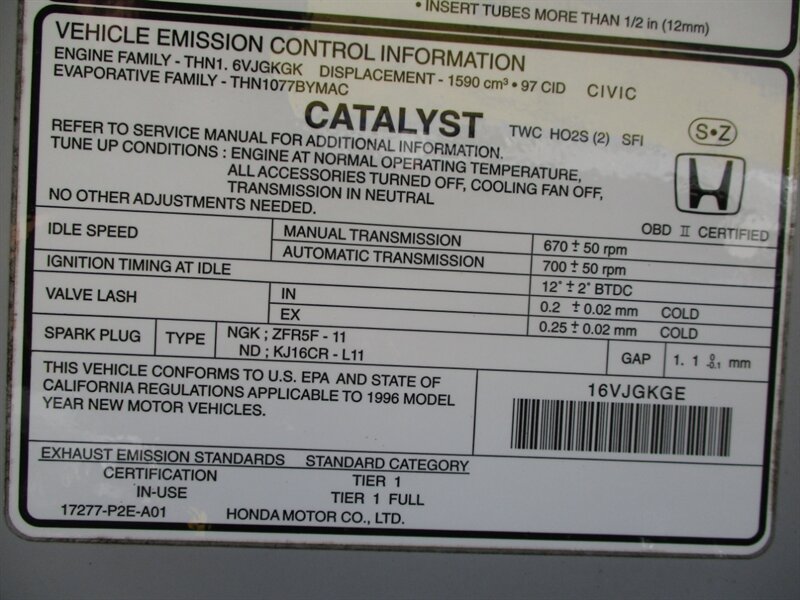 • INSERT TUBES MORE THAN 1/2 in (12mm)
VEHICLE EMISSION CONTROL INFORMATION
ENGINE FAMILY - THN1. 6VJGKGK DISPLACEMENT - 1590 cm³ • 97 CID CIVIC
EVAPORATIVE FAMILY - THN1077BYMAC
CATALYST TWC HO2S (2) SFI S•Z
REFER TO SERVICE MANUAL FOR ADDITIONAL INFORMATION.
TUNE UP CONDITIONS : ENGINE AT NORMAL OPERATING TEMPERATURE,
ALL ACCESSORIES TURNED OFF, COOLING FAN OFF,
TRANSMISSION IN NEUTRAL
NO OTHER ADJUSTMENTS NEEDED.
OBD II CERTIFIED
IDLE SPEED MANUAL TRANSMISSION 670 ± 50 rpm
AUTOMATIC TRANSMISSION 700 ± 50 rpm
IGNITION TIMING AT IDLE 12° ± 2° BTDC
VALVE LASH IN 0.2 ± 0.02 mm COLD
EX 0.25 ± 0.02 mm COLD
SPARK PLUG TYPE NGK ; ZFR5F - 11
ND ; KJ16CR - L11
GAP 1. 1 0 -0.1 mm
THIS VEHICLE CONFORMS TO U.S. EPA AND STATE OF
CALIFORNIA REGULATIONS APPLICABLE TO 1996 MODEL
YEAR NEW MOTOR VEHICLES.
16VJGKGE
EXHAUST EMISSION STANDARDS STANDARD CATEGORY
CERTIFICATION TIER 1
IN-USE TIER 1 FULL
17277-P2E-A01 HONDA MOTOR CO., LTD.